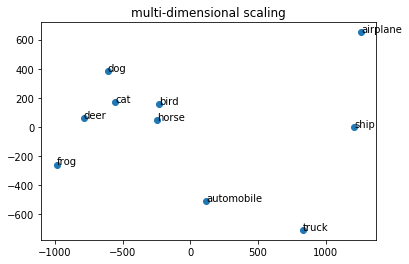 multi-dimensional scaling
airplane
600
dog
400
cat
bird
200
deer
horse
0
ship
−200
frog
−400
automobile
−600
truck
−1000
−500
0
500
1000